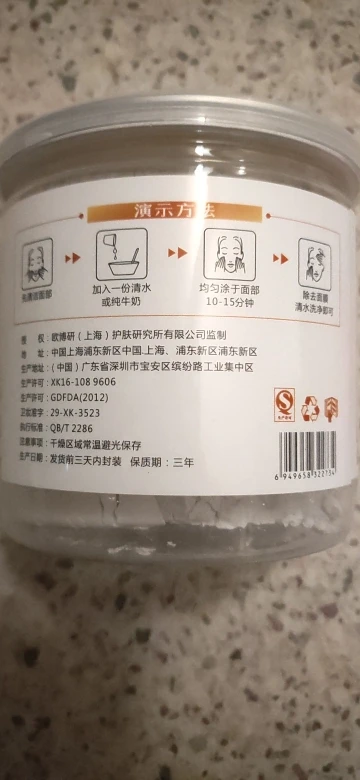 演示方法
先清洁面部
加入一份清水
或纯牛奶
均匀涂于面部
10-15分钟
除去面膜
清水洗净即可
授 权：欧博研（上海）护肤研究所有限公司监制
地 址：中国上海浦东新区中国.上海、浦东新区浦东新区
生产地址：（中国）广东省深圳市宝安区缤纷路工业集中区
生产许可：XK16-108 9606
生产许可：GDFDA(2012)
卫妆准字：29-XK-3523
执行标准：QB/T 2286
注意事项：干燥区域常温避光保存
生产日期：发货前三天内封装 保质期：三年
6 949658 322734